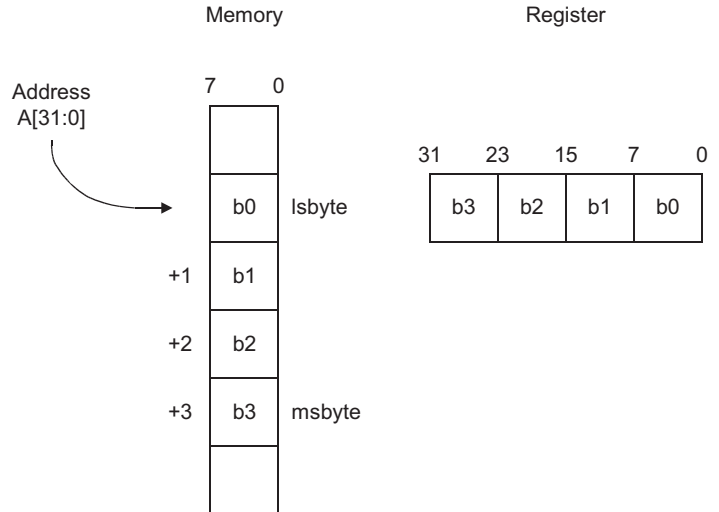 Memory
Register
Address
A[31:0]
7 0
b0 lsbyte
+1 b1
+2 b2
+3 b3 msbyte
31 23 15 7 0
b3 b2 b1 b0